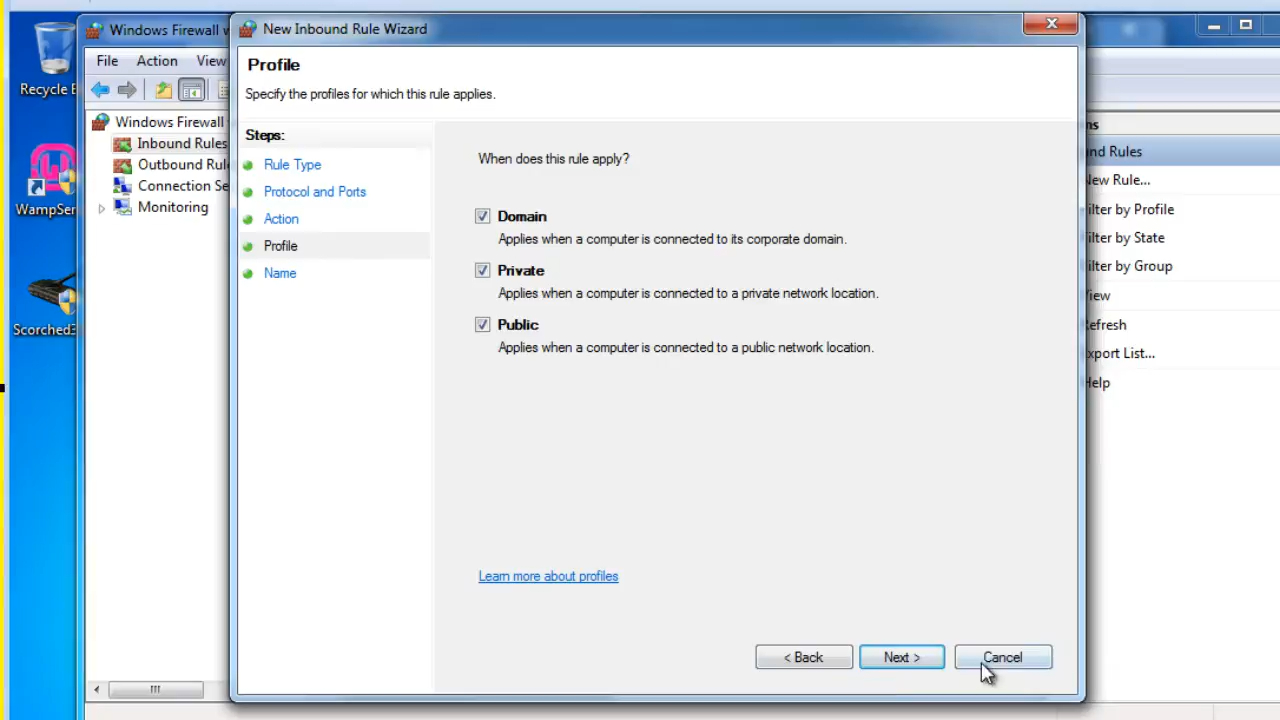 Recycle B
WampSer
Scorched3
Windows Firewall w
File Action View
Windows Firewall
Inbound Rules
Outbound Rul
Connection Se
Monitoring
New Inbound Rule Wizard
Profile
Specify the profiles for which this rule applies.
Steps:
Rule Type
Protocol and Ports
Action
Profile
Name
When does this rule apply?
Domain
Applies when a computer is connected to its corporate domain.
Private
Applies when a computer is connected to a private network location.
Public
Applies when a computer is connected to a public network location.
Learn more about profiles
< Back Next > Cancel
ns
nd Rules
New Rule...
ilter by Profile
ilter by State
ilter by Group
iew
efresh
xport List...
Help